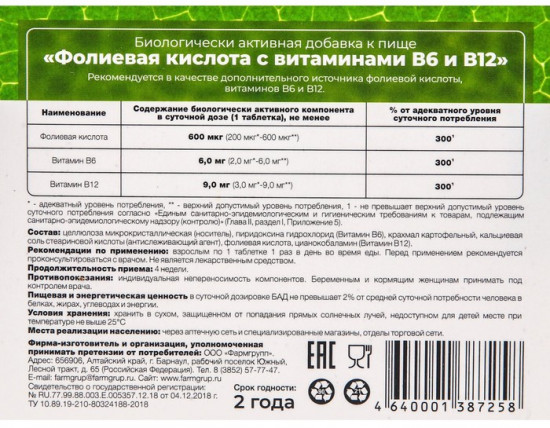 Биологически активная добавка к пище
«Фолиевая кислота с витаминами В6 и В12»
Рекомендуется в качестве дополнительного источника фолиевой кислоты,
витаминов В6 и В12.
Наименование Содержание биологически активного компонента в суточной дозе (1 таблетка), не менее % от адекватного уровня суточного потребления
Фолиевая кислота 600 мкг (200 мкг*-600 мкг**) 300¹
Витамин В6 6,0 мг (2,0 мг*-6,0 мг**) 300¹
Витамин В12 9,0 мг (3,0 мг*-9,0 мг**) 300¹
* - адекватный уровень потребления, ** - верхний допустимый уровень потребления, 1 - не превышает верхний допустимый уровень
суточного потребления согласно «Единым санитарно-эпидемиологическим и гигиеническим требованиям к товарам, подлежащим
санитарно-эпидемиологическому надзору (контролю)» (Глава II, раздел I, Приложение 5).
Состав: целлюлоза микрокристаллическая (носитель), пиридоксина гидрохлорид (Витамин В6), крахмал картофельный, кальциевая
соль стеариновой кислоты (антислеживающий агент), фолиевая кислота, цианокобаламин (Витамин В12).
Рекомендации по применению: взрослым по 1 таблетке 1 раз в день во время еды. Перед применением рекомендуется
проконсультироваться с врачом. Не является лекарственным средством.
Продолжительность приема: 4 недели.
Противопоказания: индивидуальная непереносимость компонентов. Беременным и кормящим женщинам принимать под
контролем врача.
Пищевая и энергетическая ценность в суточной дозировке БАД не превышает 2% от средней суточной потребности человека в
белках, жирах, углеводах и энергии.
Условия хранения: хранить в сухом, защищенном от попадания прямых солнечных лучей, недоступном для детей месте при
температуре не выше 25°С
Места реализации населению: через аптечную сеть и специализированные магазины, отделы торговой сети.
Фирма-изготовитель и организация, уполномоченная
принимать претензии от потребителей: ООО «Фармгрупп».
Адрес: 656906, Алтайский край, г. Барнаул, рабочий поселок Южный,
Лесной тракт, д. 65 (Российская Федерация). Тел. 8 (3852) 57-77-47.
E-mail: farmgrup@farmgrup.ru. Сайт: www.farmgrup.ru
Свидетельство о государственной регистрации:
№ RU.77.99.88.003.E.005357.12.18 от 04.12.2018 г.
ТУ 10.89.19-210-80324188-2018
ЕАС
Срок годности:
2 года
4 640001 387258